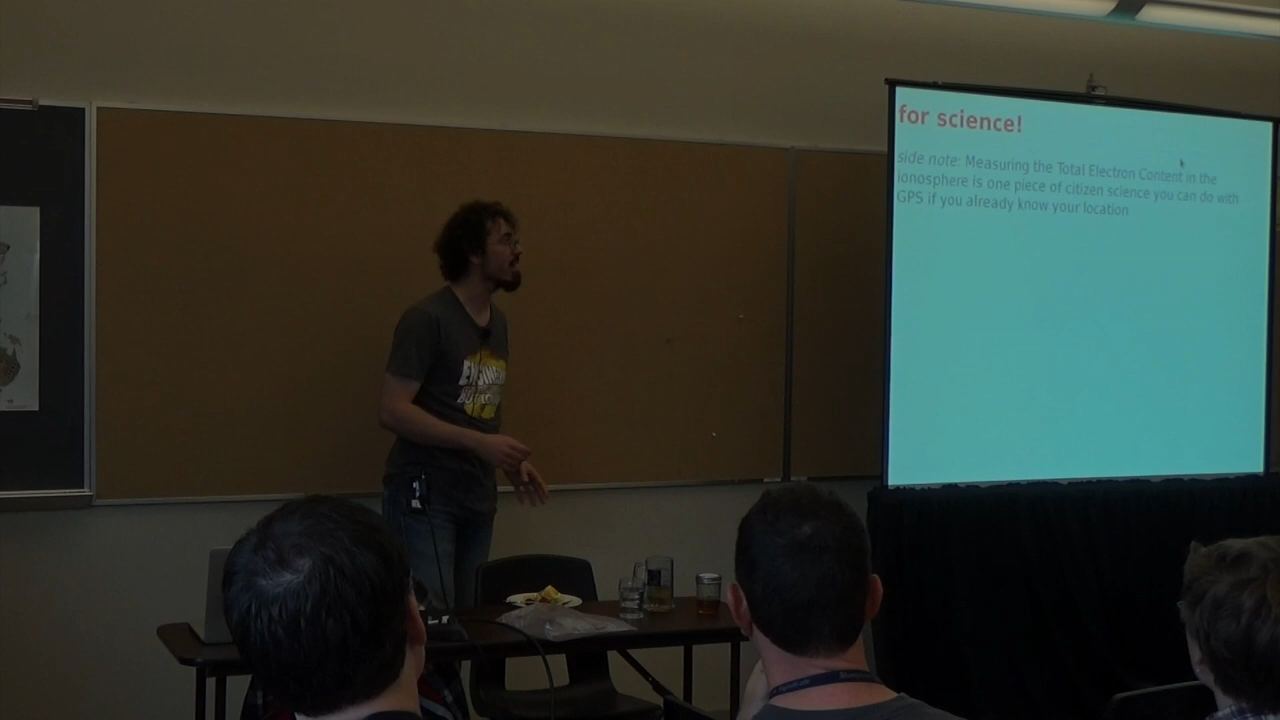 for science!
side note: Measuring the Total Electron Content in the
ionosphere is one piece of citizen science you can do with
GPS if you already know your location